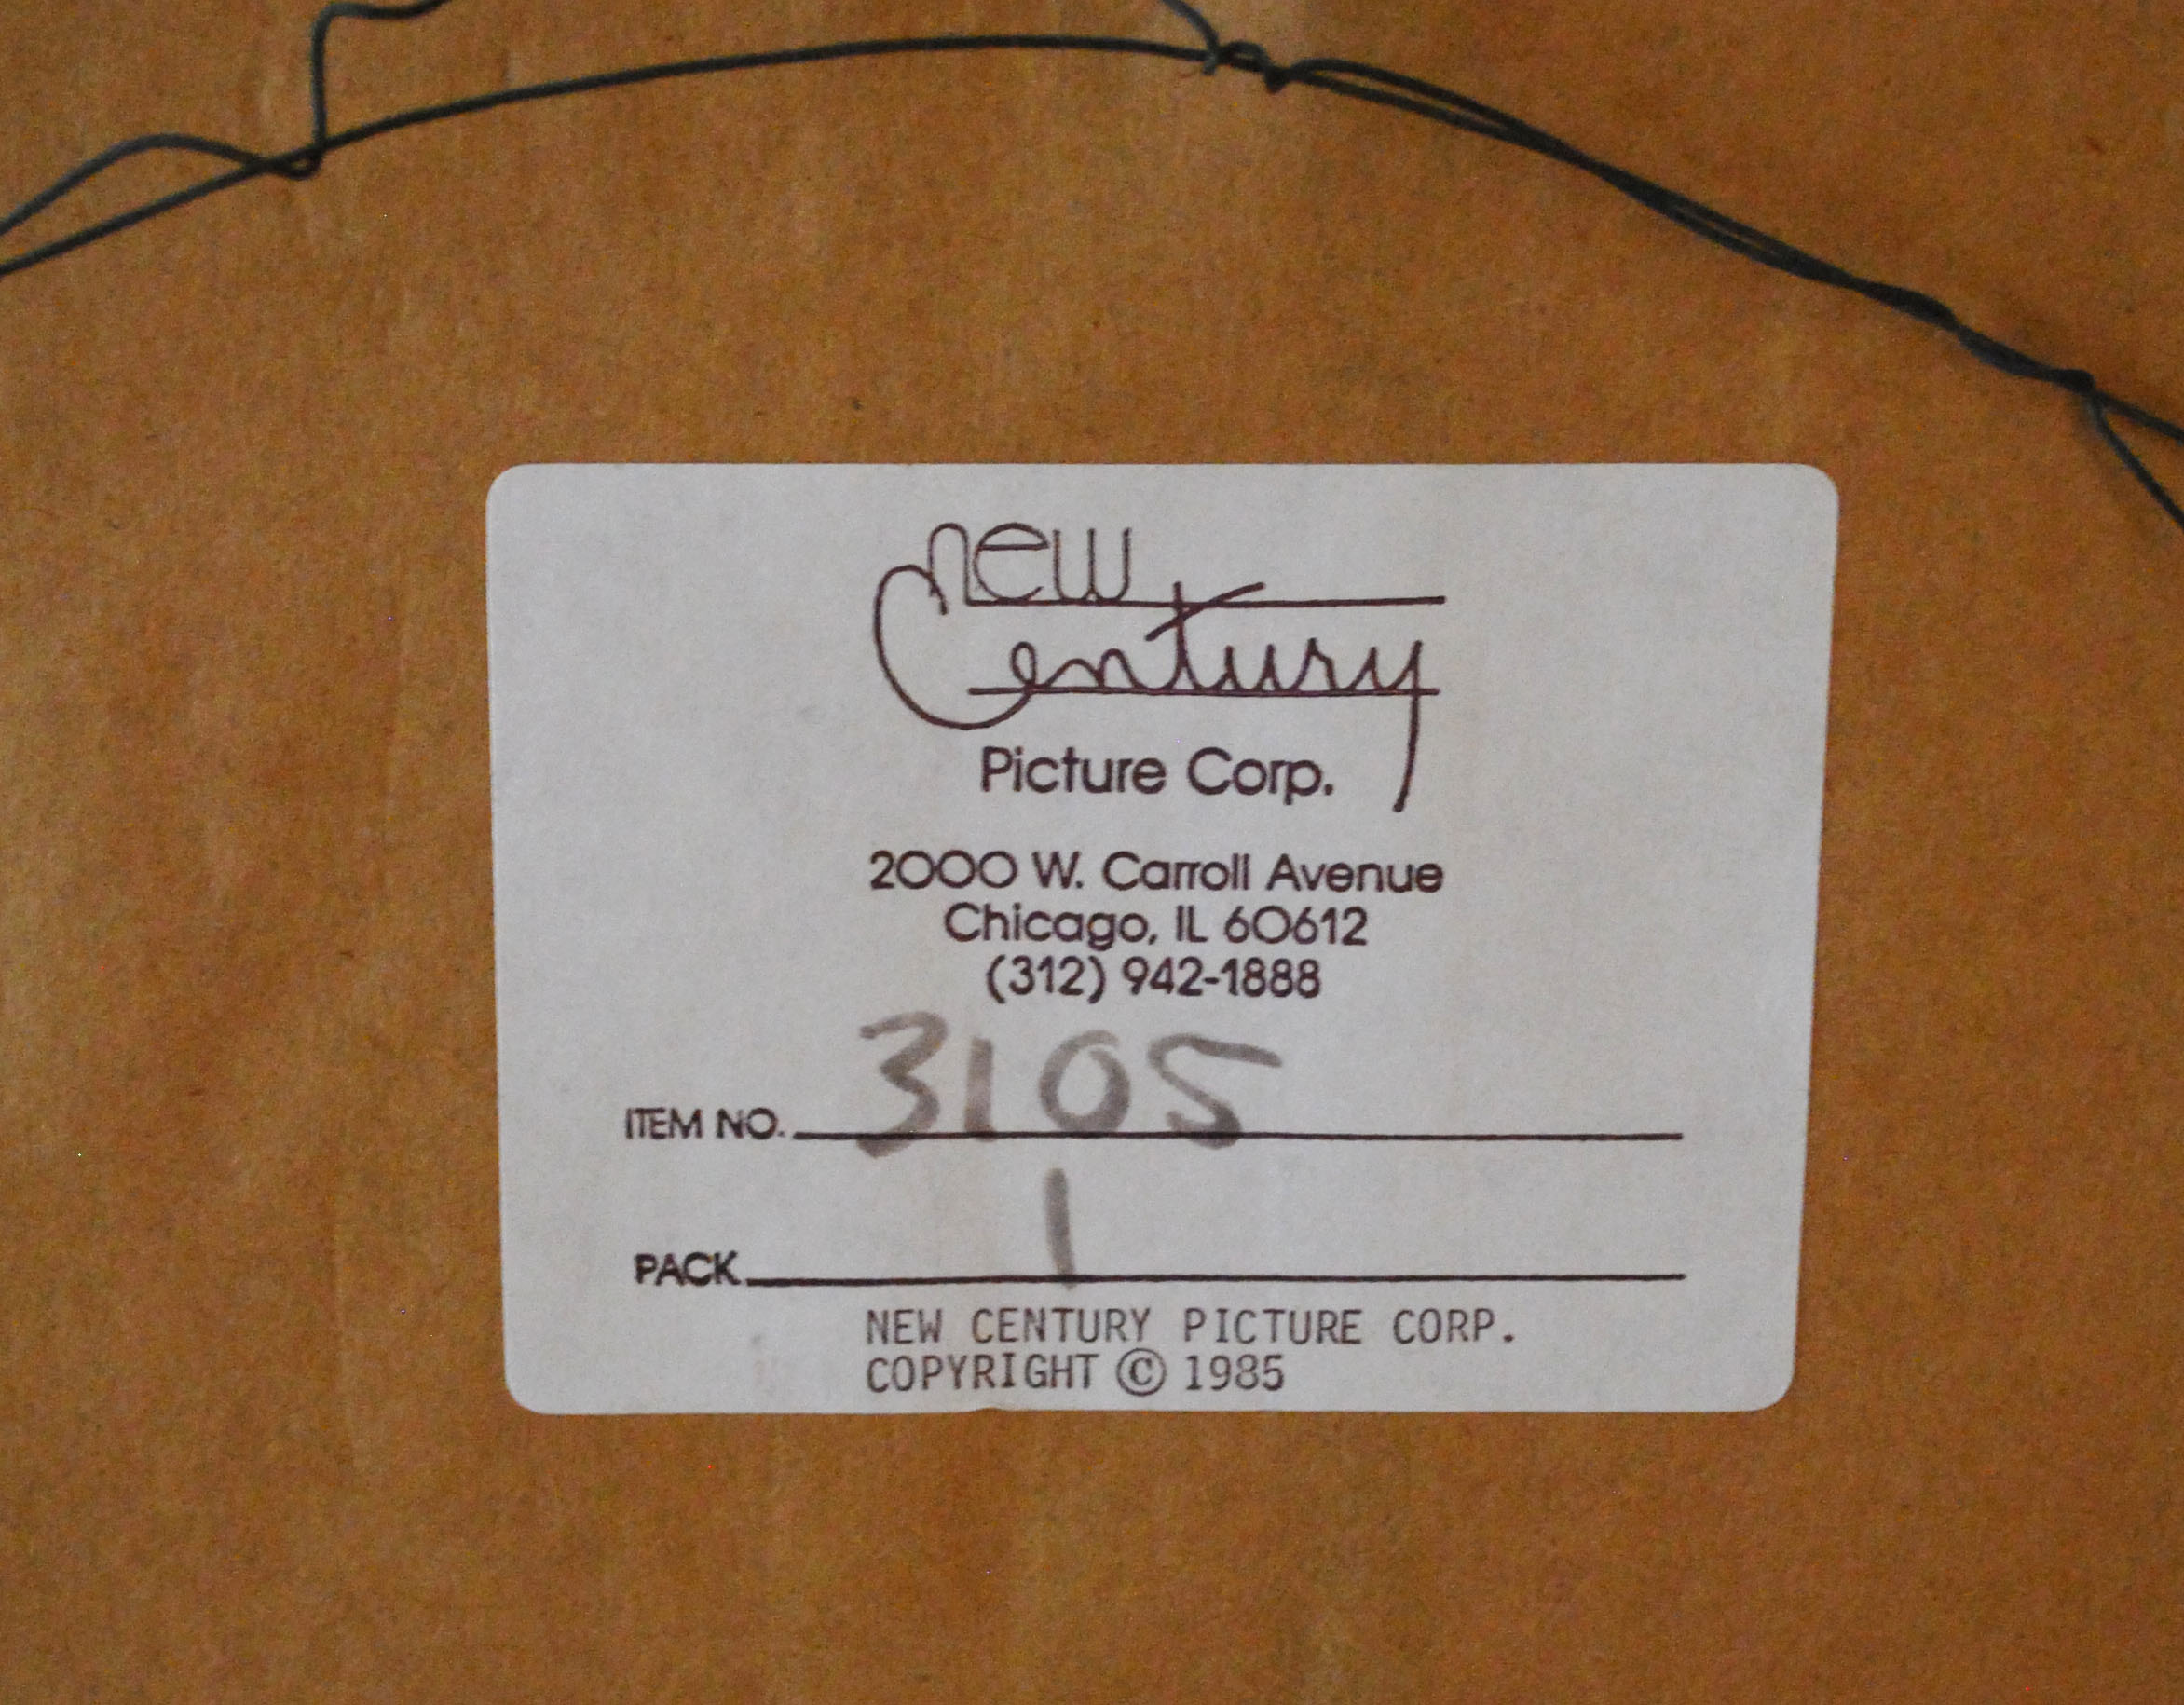 new
Century
Picture Corp.
2000 W. Carroll Avenue
Chicago, IL 60612
(312) 942-1888
ITEM NO. 3105
PACK 1
NEW CENTURY PICTURE CORP.
COPYRIGHT © 1985